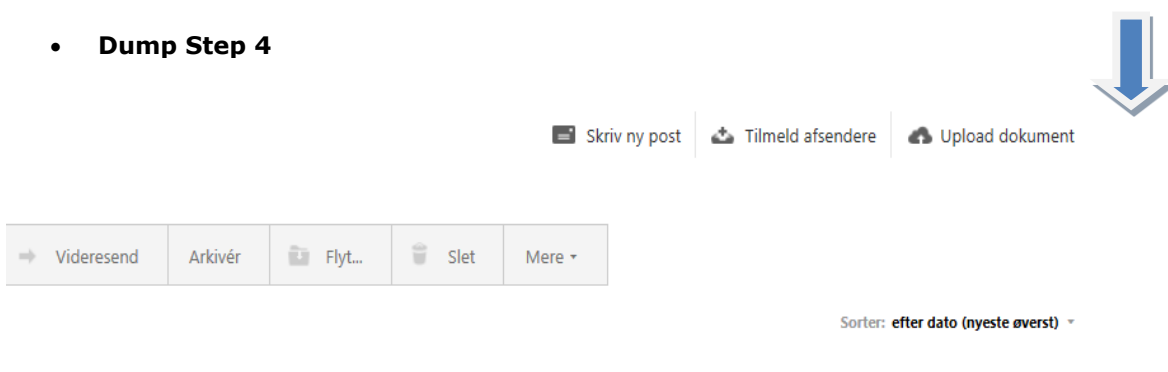 • Dump Step 4
Skriv ny post Tilmeld afsendere Upload dokument
Videresend Arkivér Flyt... Slet Mere
Sorter: efter dato (nyeste øverst)